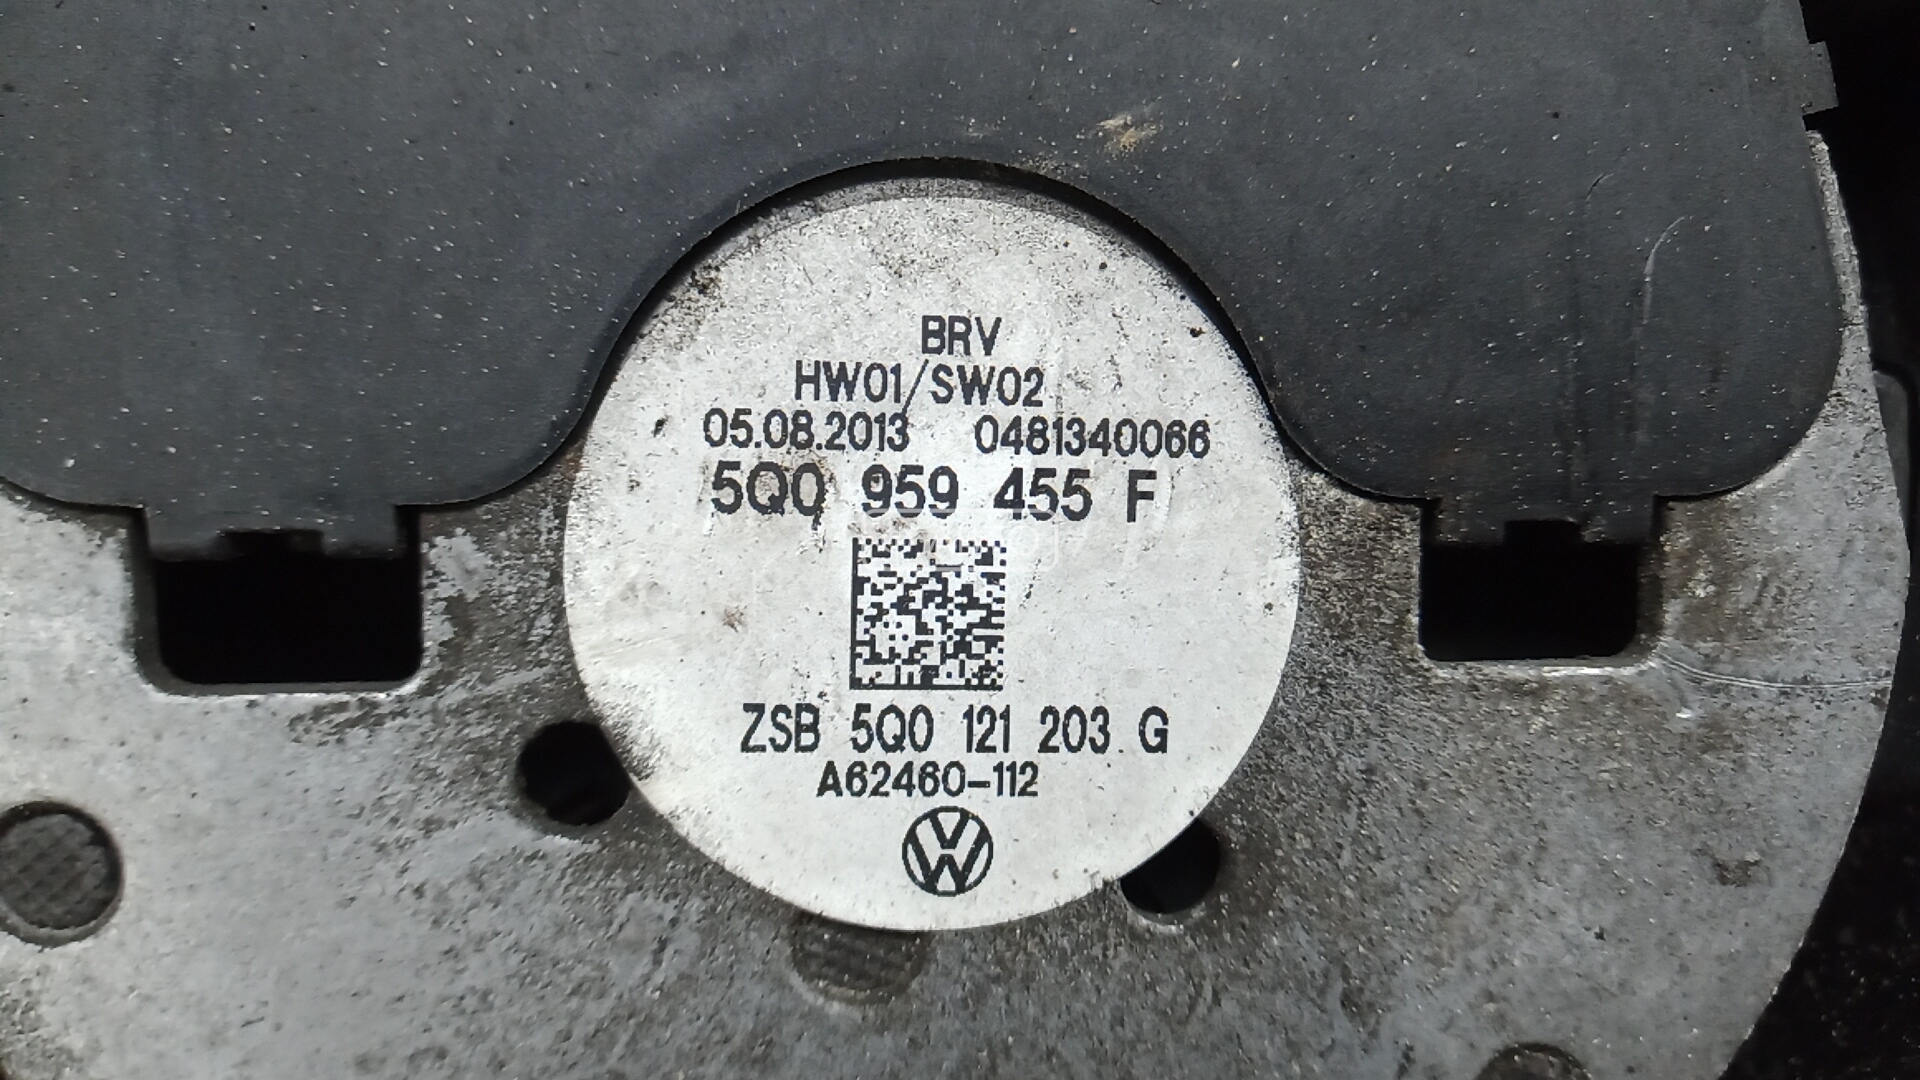 BRV
HW01/SW02
05.08.2013 0481340066
5Q0 959 455 F
ZSB 5Q0 121 203 G
A62460-112